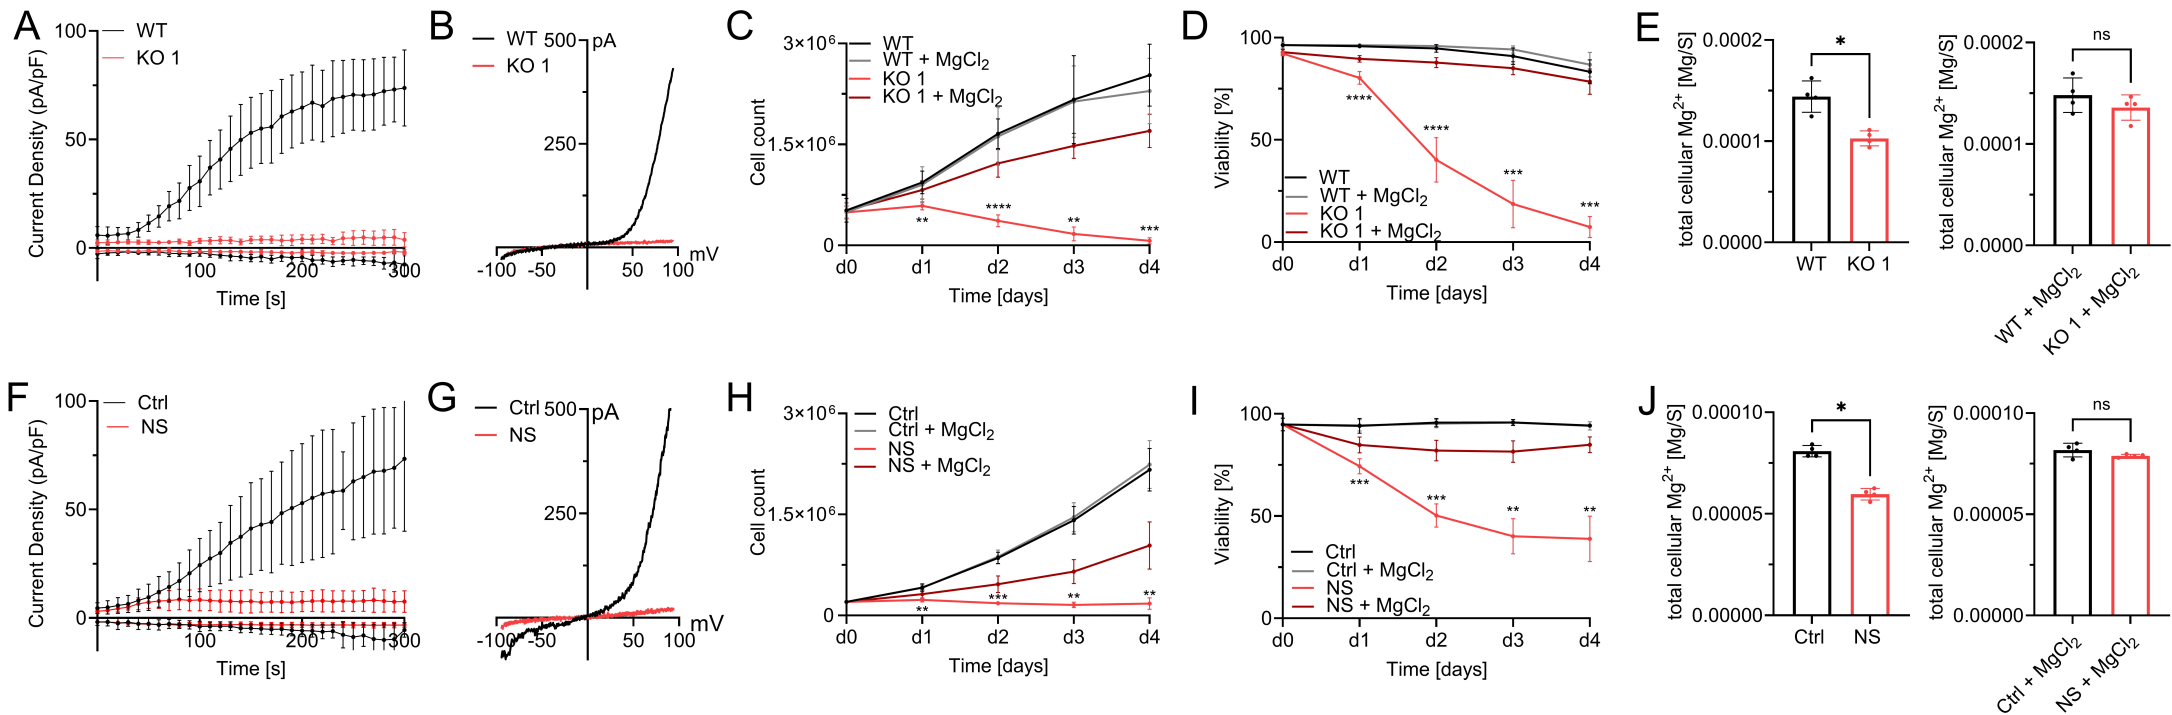 A
WT
KO 1
100
50
0
100
200
300
Current Density (pA/pF)
Time [s]
B
WT
KO 1
500
pA
250
-100
-50
50
100
mV
C
WT
WT + MgCl2
KO 1
KO 1 + MgCl2
3×10^6
1.5×10^6
0
Cell count
**
****
**
***
d0
d1
d2
d3
d4
Time [days]
D
100
50
0
Viability [%]
****
****
***
***
WT
WT + MgCl2
KO 1
KO 1 + MgCl2
d0
d1
d2
d3
d4
Time [days]
E
total cellular Mg2+ [Mg/S]
0.0002
0.0001
0.0000
*
WT
KO 1
total cellular Mg2+ [Mg/S]
0.0002
0.0001
0.0000
ns
WT + MgCl2
KO 1 + MgCl2
F
Ctrl
NS
100
50
0
100
200
300
Current Density (pA/pF)
Time [s]
G
Ctrl
NS
500
pA
250
-100
-50
50
100
mV
H
Ctrl
Ctrl + MgCl2
NS
NS + MgCl2
3×10^6
1.5×10^6
0
Cell count
**
***
**
**
d0
d1
d2
d3
d4
Time [days]
I
100
50
0
Viability [%]
***
***
**
**
Ctrl
Ctrl + MgCl2
NS
NS + MgCl2
d0
d1
d2
d3
d4
Time [days]
J
total cellular Mg2+ [Mg/S]
0.00010
0.00005
0.00000
*
Ctrl
NS
total cellular Mg2+ [Mg/S]
0.00010
0.00005
0.00000
ns
Ctrl + MgCl2
NS + MgCl2